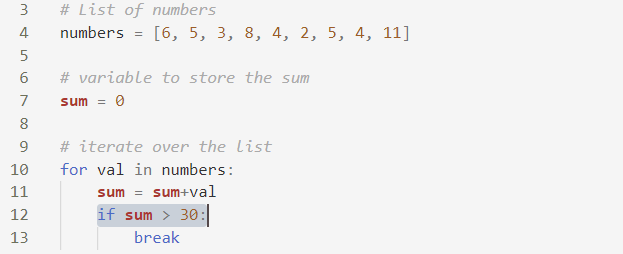 3 # List of numbers
4 numbers = [6, 5, 3, 8, 4, 2, 5, 4, 11]
5
6 # variable to store the sum
7 sum = 0
8
9 # iterate over the list
10 for val in numbers:
11     sum = sum+val
12     if sum > 30:
13         break